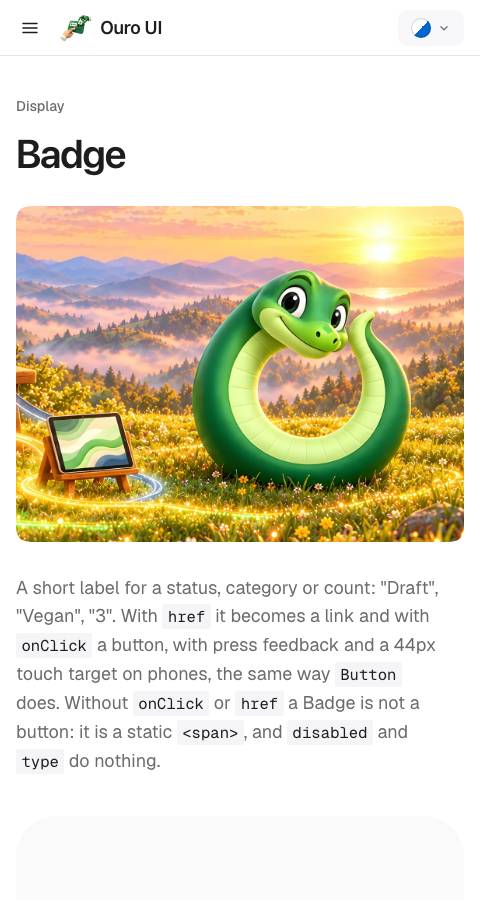 Ouro UI
Display
Badge
A short label for a status, category or count: "Draft",
"Vegan", "3". With href it becomes a link and with
onClick a button, with press feedback and a 44px
touch target on phones, the same way Button
does. Without onClick or href a Badge is not a
button: it is a static <span>, and disabled and
type do nothing.